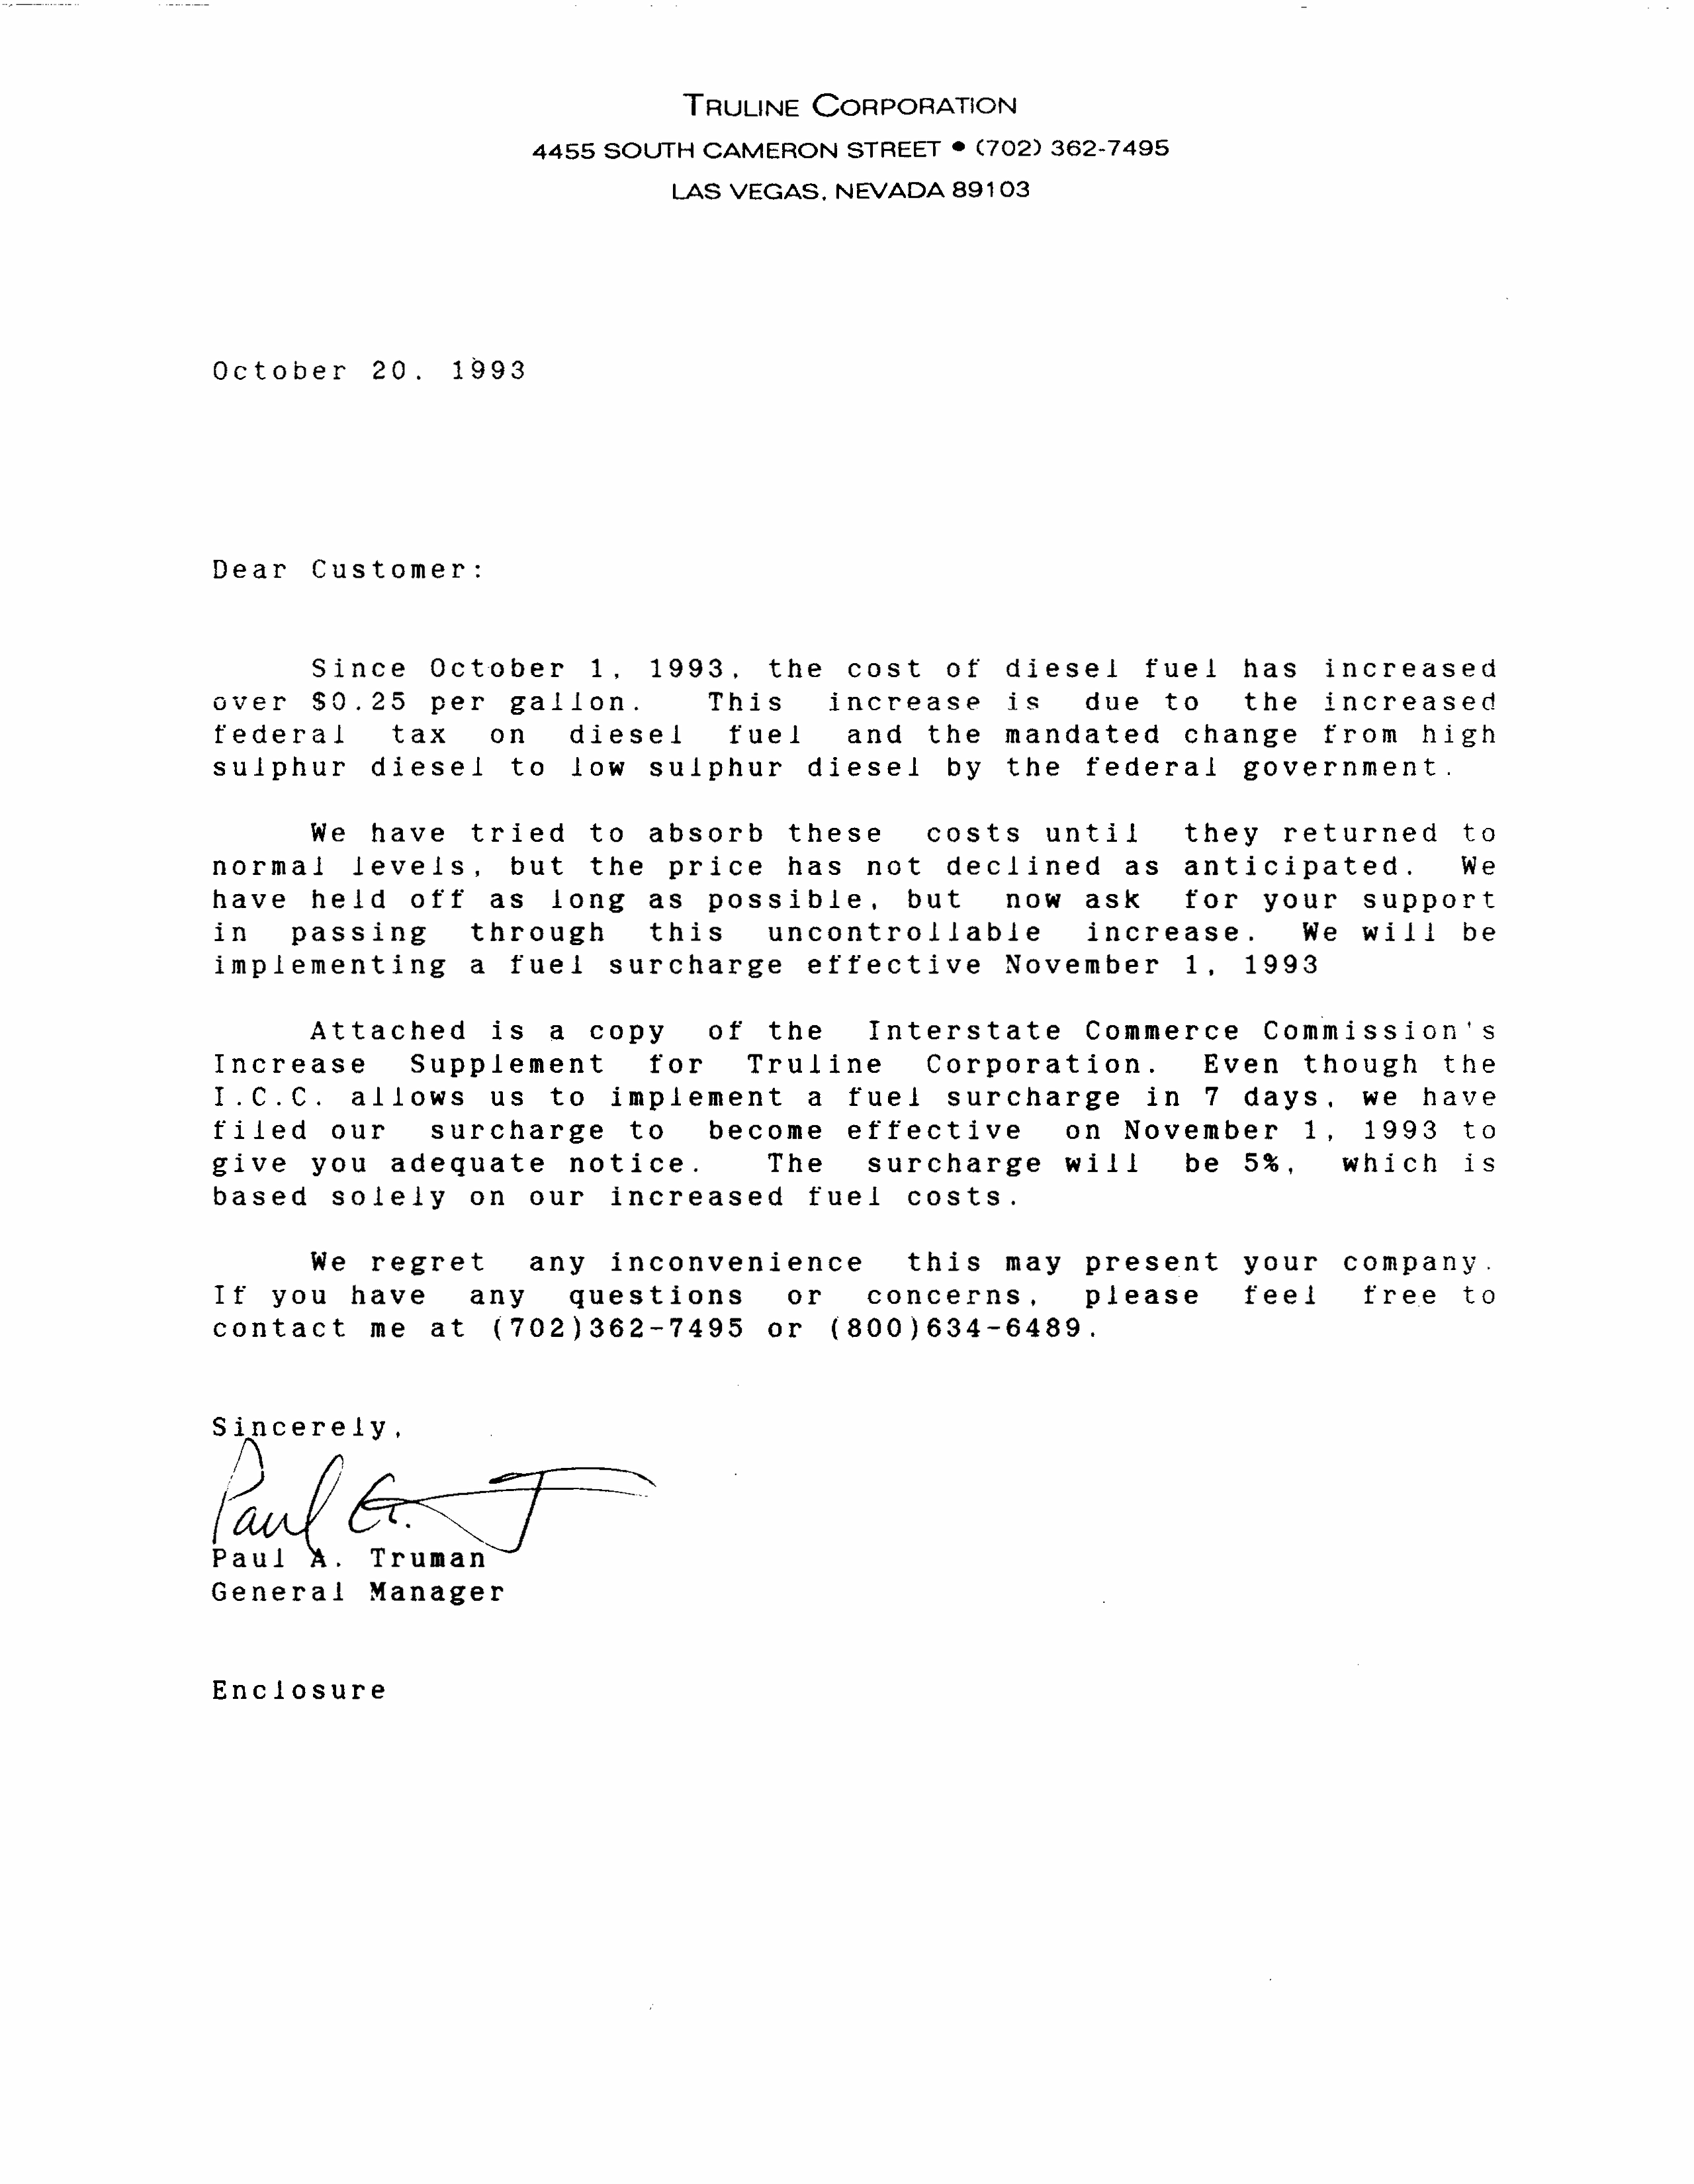 TRULINE CORPORATION
4455 SOUTH CAMERON STREET • (702) 362-7495
LAS VEGAS, NEVADA 89103
October 20. 1993
Dear Customer:
Since October 1, 1993, the cost of diesel fuel has increased
over $0.25 per gallon. This increase is due to the increased
federal tax on diesel fuel and the mandated change from high
sulphur diesel to low sulphur diesel by the federal government.
We have tried to absorb these costs until they returned to
normal levels, but the price has not declined as anticipated. We
have held off as long as possible, but now ask for your support
in passing through this uncontrollable increase. We will be
implementing a fuel surcharge effective November 1, 1993
Attached is a copy of the Interstate Commerce Commission's
Increase Supplement for Truline Corporation. Even though the
I.C.C. allows us to implement a fuel surcharge in 7 days, we have
filed our surcharge to become effective on November 1, 1993 to
give you adequate notice. The surcharge will be 5%, which is
based solely on our increased fuel costs.
We regret any inconvenience this may present your company.
If you have any questions or concerns, please feel free to
contact me at (702)362-7495 or (800)634-6489.
Sincerely,
Paul
Paul A. Truman
General Manager
Enclosure